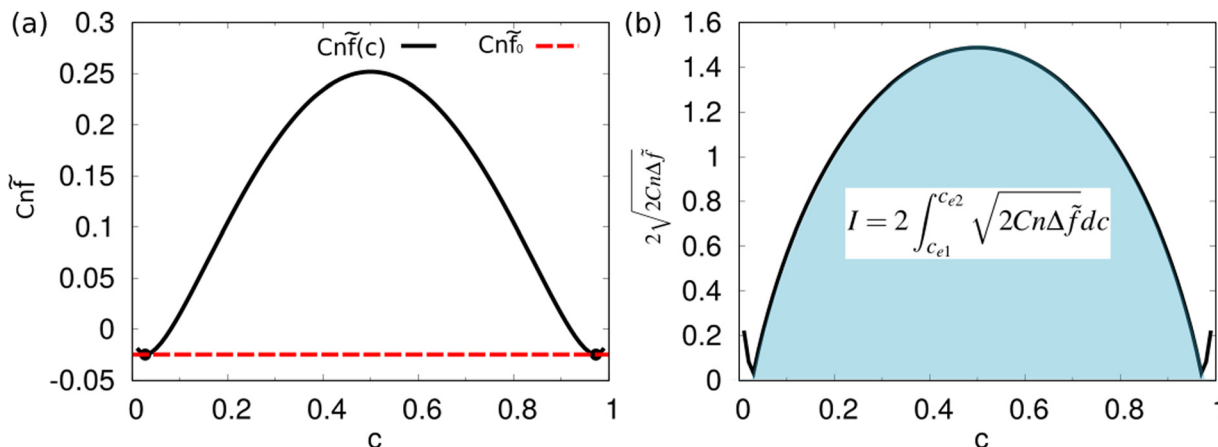 (a)
0.3
0.25
0.2
0.15
0.1
0.05
0
-0.05
Cnf̃
Cnf̃(c)
Cnf̃₀
0 0.2 0.4 0.6 0.8 1
c
(b)
1.6
1.4
1.2
1
0.8
0.6
0.4
0.2
0
2√2CnΔf̃
I = 2 ∫_{c_{e1}}^{c_{e2}} √2CnΔf̃ dc
0 0.2 0.4 0.6 0.8 1
c